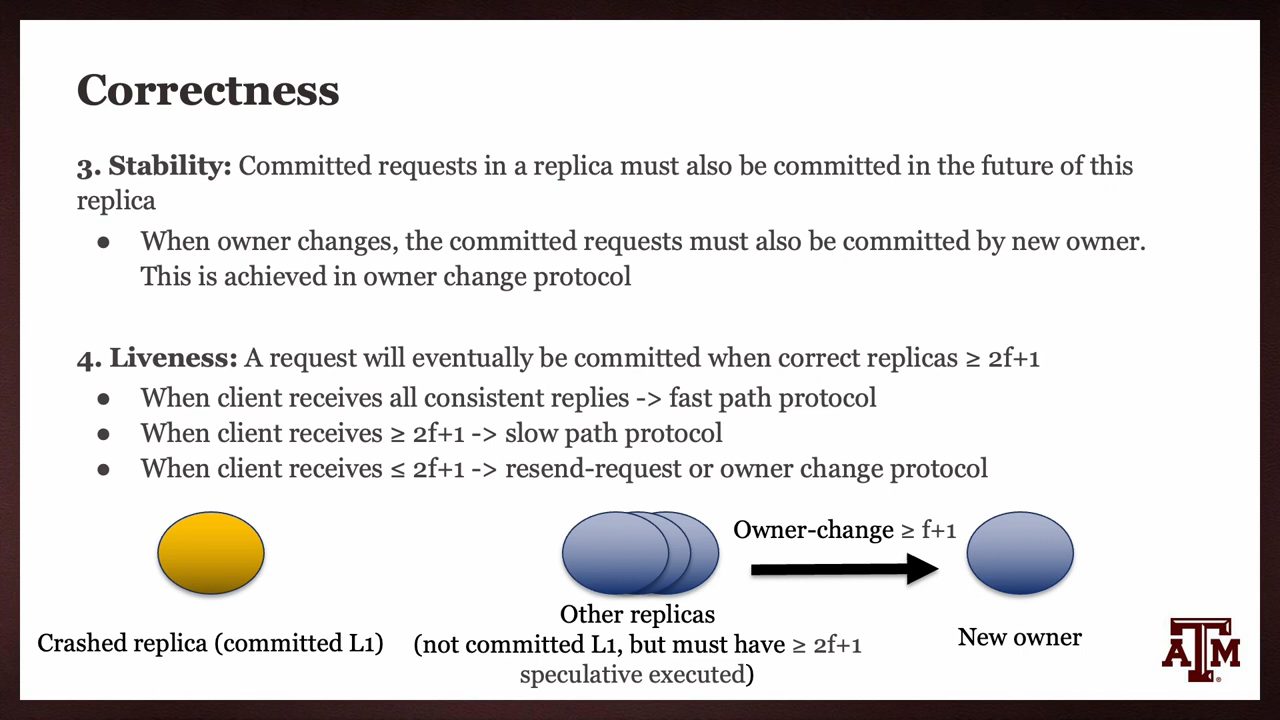 Correctness
3. Stability: Committed requests in a replica must also be committed in the future of this
replica
● When owner changes, the committed requests must also be committed by new owner.
This is achieved in owner change protocol
4. Liveness: A request will eventually be committed when correct replicas ≥ 2f+1
● When client receives all consistent replies -> fast path protocol
● When client receives ≥ 2f+1 -> slow path protocol
● When client receives ≤ 2f+1 -> resend-request or owner change protocol
Owner-change ≥ f+1
Crashed replica (committed L1)
Other replicas
(not committed L1, but must have ≥ 2f+1
speculative executed)
New owner
ATM